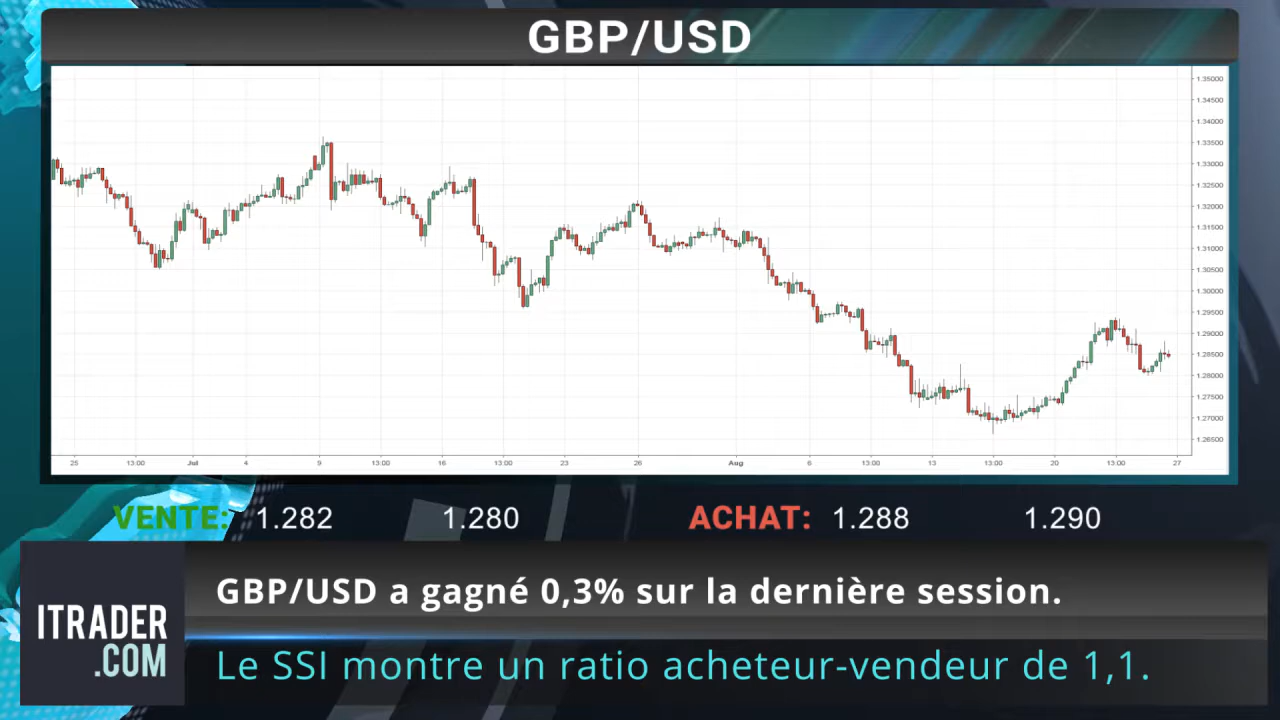 GBP/USD
1.35000
1.34500
1.34000
1.33500
1.33000
1.32500
1.32000
1.31500
1.31000
1.30500
1.30000
1.29500
1.29000
1.28500
1.28000
1.27500
1.27000
1.26500
25 13:00 Jul 4 9 13:00 16 13:00 23 26 Aug 6 13:00 13 13:00 20 13:00 27
VENTE: 1.282 1.280 ACHAT: 1.288 1.290
GBP/USD a gagné 0,3% sur la dernière session.
ITRADER
.COM
Le SSI montre un ratio acheteur-vendeur de 1,1.